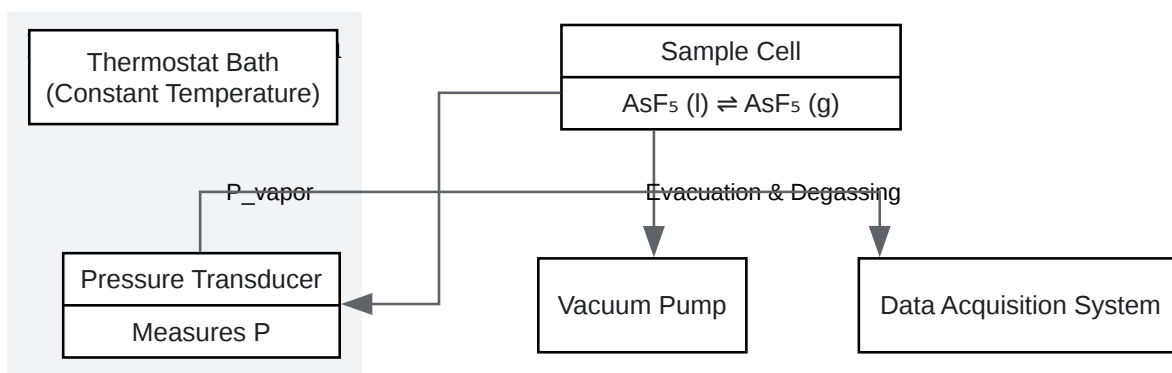 Thermostat Bath
(Constant Temperature)
Sample Cell
AsF₅ (l) ⇌ AsF₅ (g)
P_vapor
Evacuation & Degassing
Pressure Transducer
Measures P
Vacuum Pump
Data Acquisition System